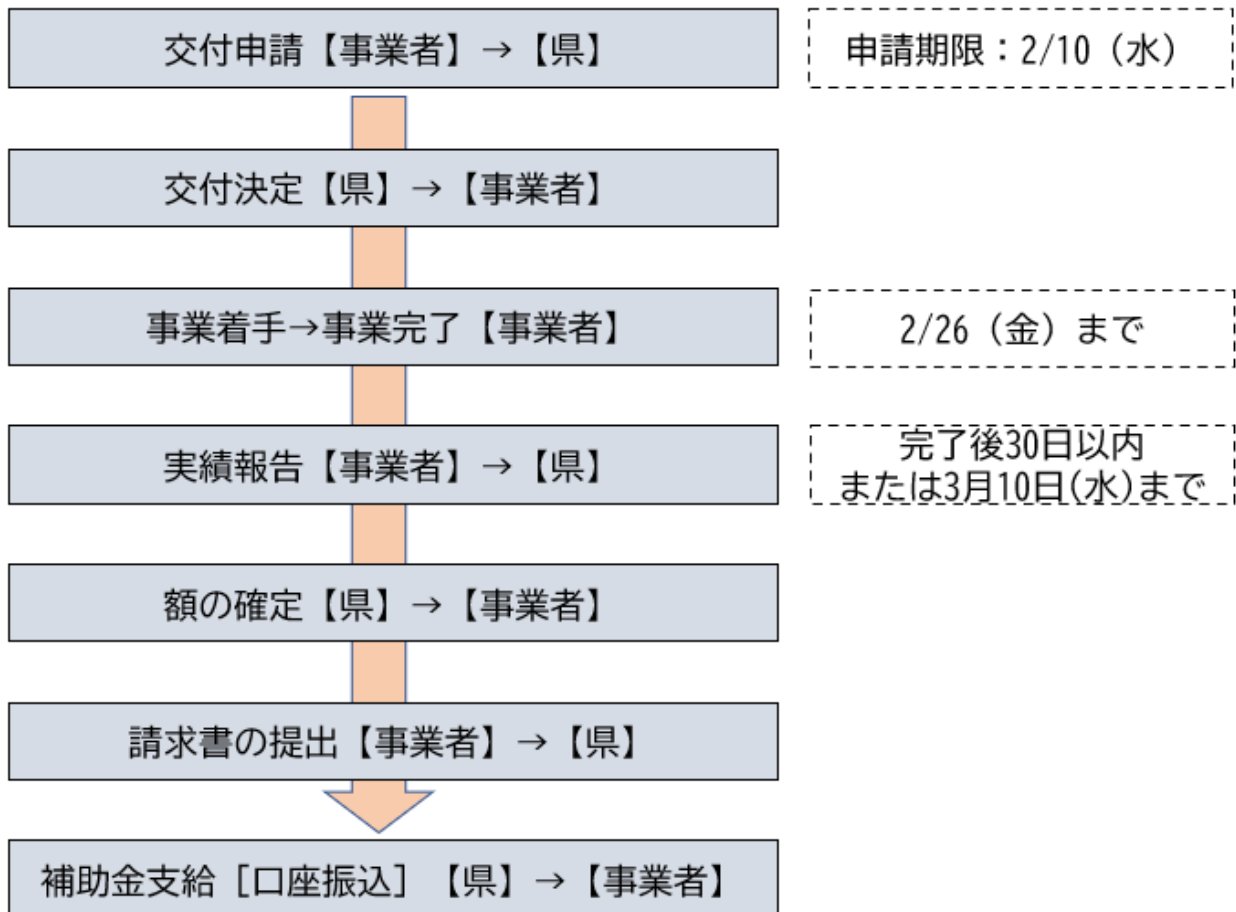 交付申請【事業者】→【県】
申請期限：2/10（水）
交付決定【県】→【事業者】
事業着手→事業完了【事業者】
2/26（金）まで
実績報告【事業者】→【県】
完了後30日以内
または3月10日(水)まで
額の確定【県】→【事業者】
請求書の提出【事業者】→【県】
補助金支給［口座振込］【県】→【事業者】